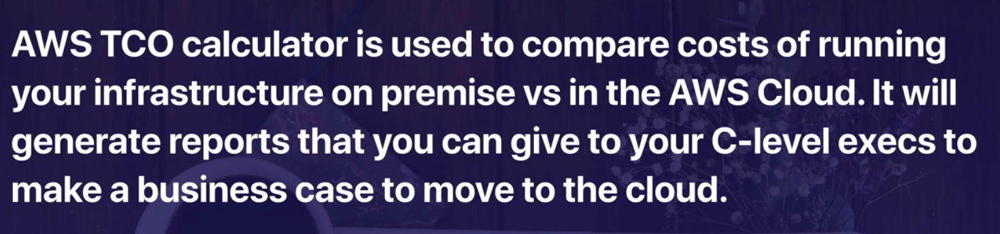 AWS TCO calculator is used to compare costs of running
your infrastructure on premise vs in the AWS Cloud. It will
generate reports that you can give to your C-level execs to
make a business case to move to the cloud.